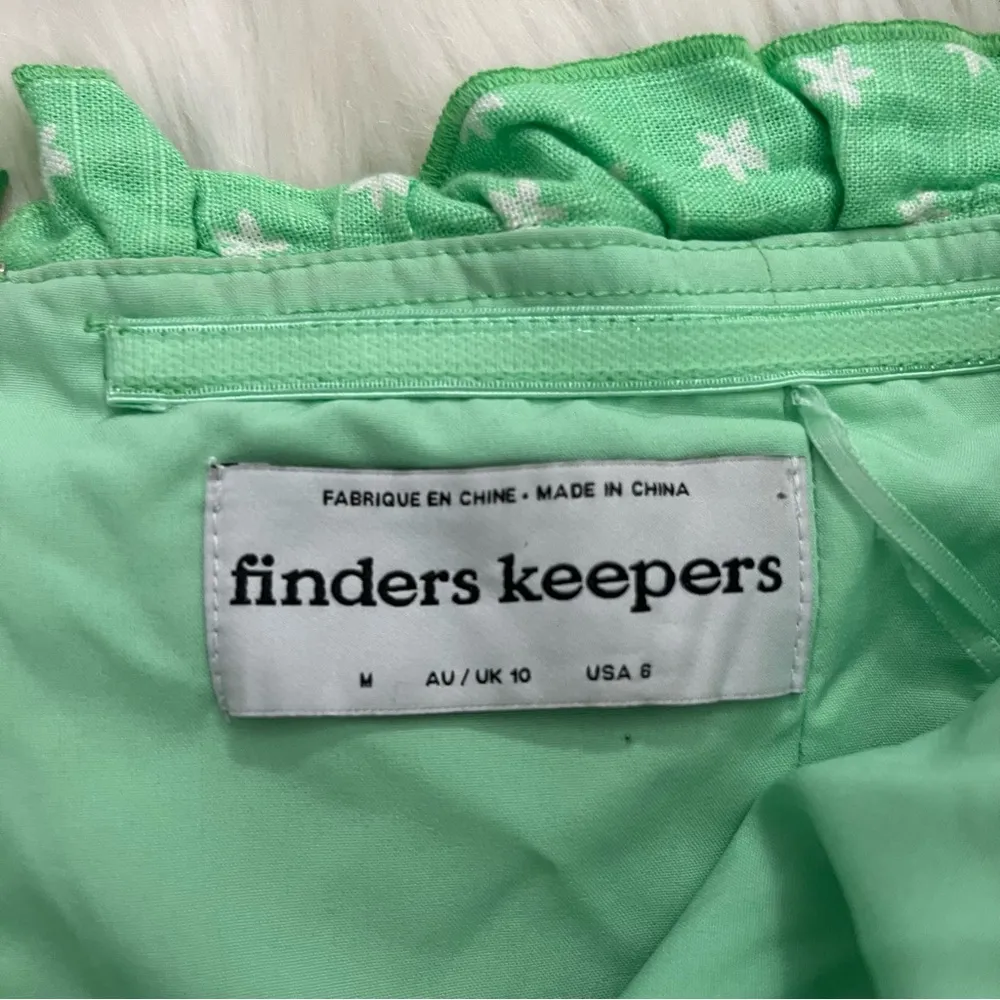 FABRIQUE EN CHINE • MADE IN CHINA
finders keepers
M AU / UK 10 USA 6